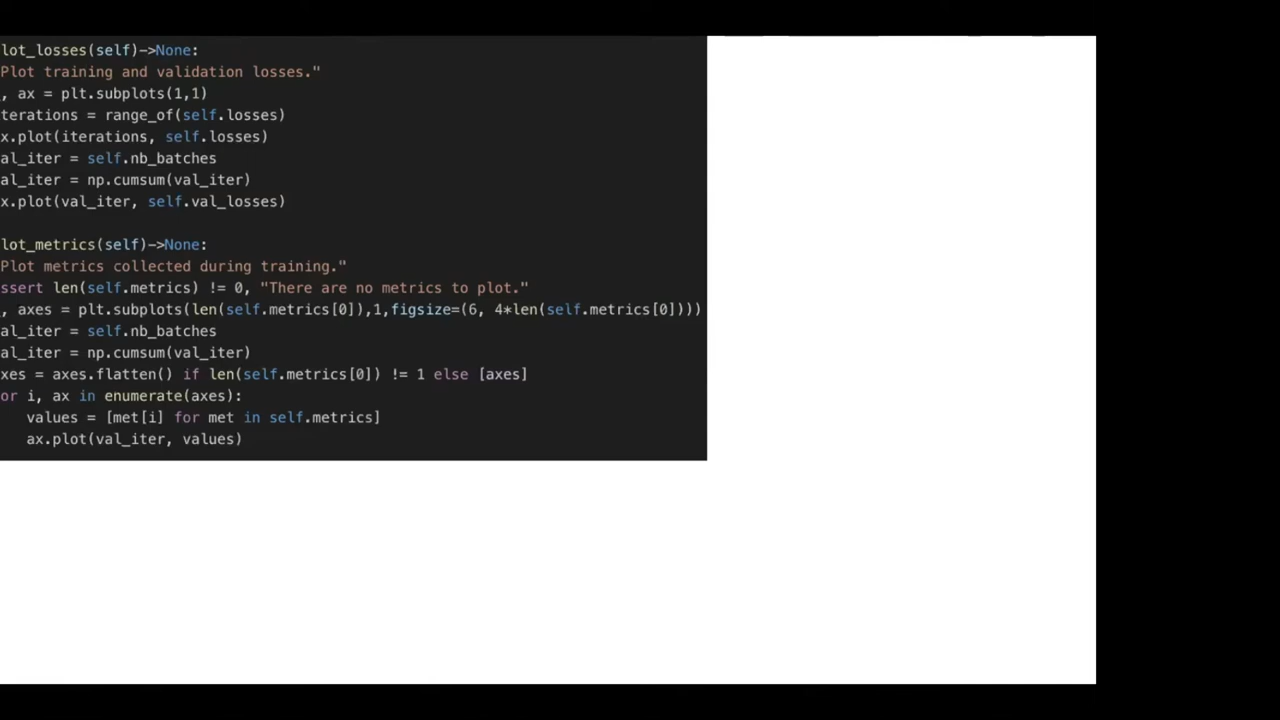 lot_losses(self)->None:
Plot training and validation losses."
, ax = plt.subplots(1,1)
terations = range_of(self.losses)
x.plot(iterations, self.losses)
al_iter = self.nb_batches
al_iter = np.cumsum(val_iter)
x.plot(val_iter, self.val_losses)
lot_metrics(self)->None:
Plot metrics collected during training."
ssert len(self.metrics) != 0, "There are no metrics to plot."
, axes = plt.subplots(len(self.metrics[0]),1,figsize=(6, 4*len(self.metrics[0])))
al_iter = self.nb_batches
al_iter = np.cumsum(val_iter)
xes = axes.flatten() if len(self.metrics[0]) != 1 else [axes]
or i, ax in enumerate(axes):
values = [met[i] for met in self.metrics]
ax.plot(val_iter, values)